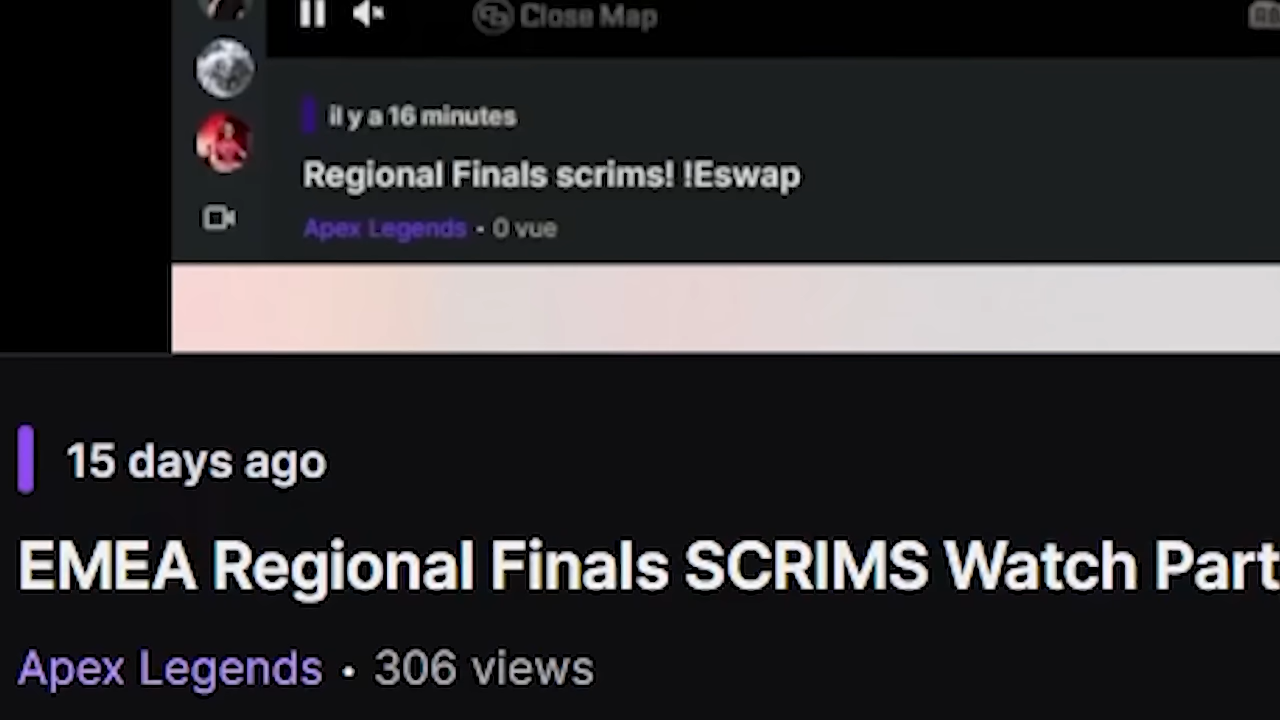 Close Map
il y a 16 minutes
Regional Finals scrims! !Eswap
Apex Legends • 0 vue
15 days ago
EMEA Regional Finals SCRIMS Watch Part
Apex Legends • 306 views